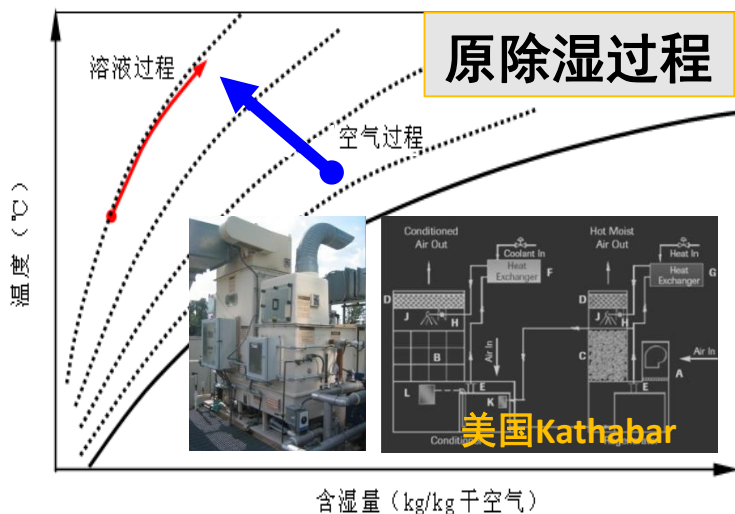 原除湿过程
溶液过程
空气过程
温度（℃）
含湿量（kg/kg 干空气）
Conditioned
Air Out
Hot Moist
Air Out
Coolant In
Heat In
Heat
Exchanger
F
Heat
Exchanger
G
D
J
H
D
J
H
B
Air In
C
Air In
A
L
E
K
E
美国Kathabar